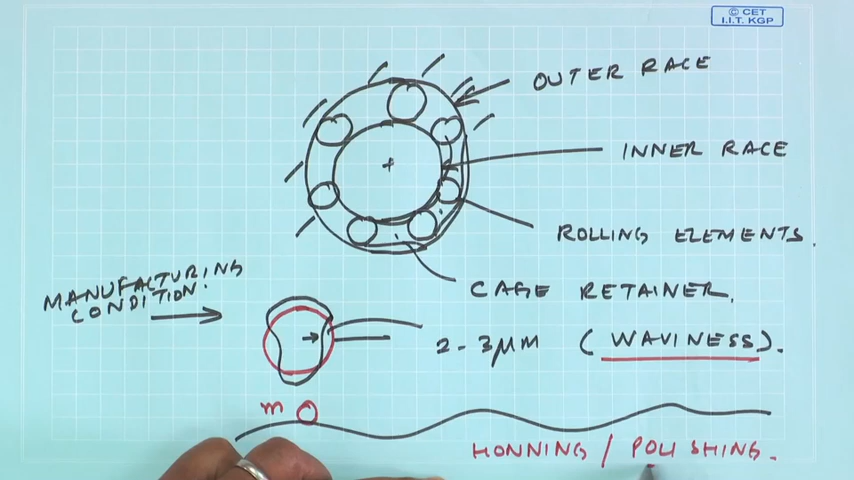 © CET
I.I.T. KGP
OUTER RACE
INNER RACE
ROLLING ELEMENTS.
CAGE RETAINER.
MANUFACTURING
CONDITION.
2-3μm (WAVINESS).
m
HONNING / POLISHING.